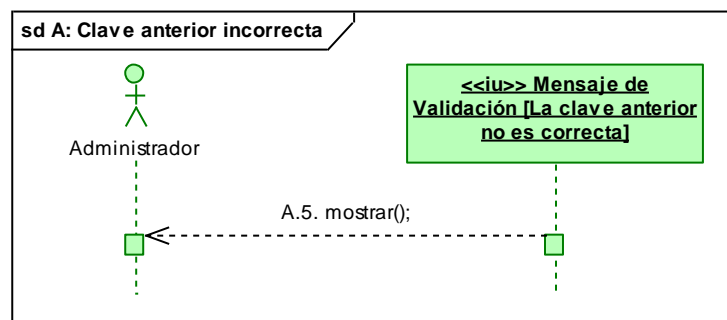 sd A: Clave anterior incorrecta
<<iu>> Mensaje de
Validación [La clave anterior
no es correcta]
Administrador
A.5. mostrar();